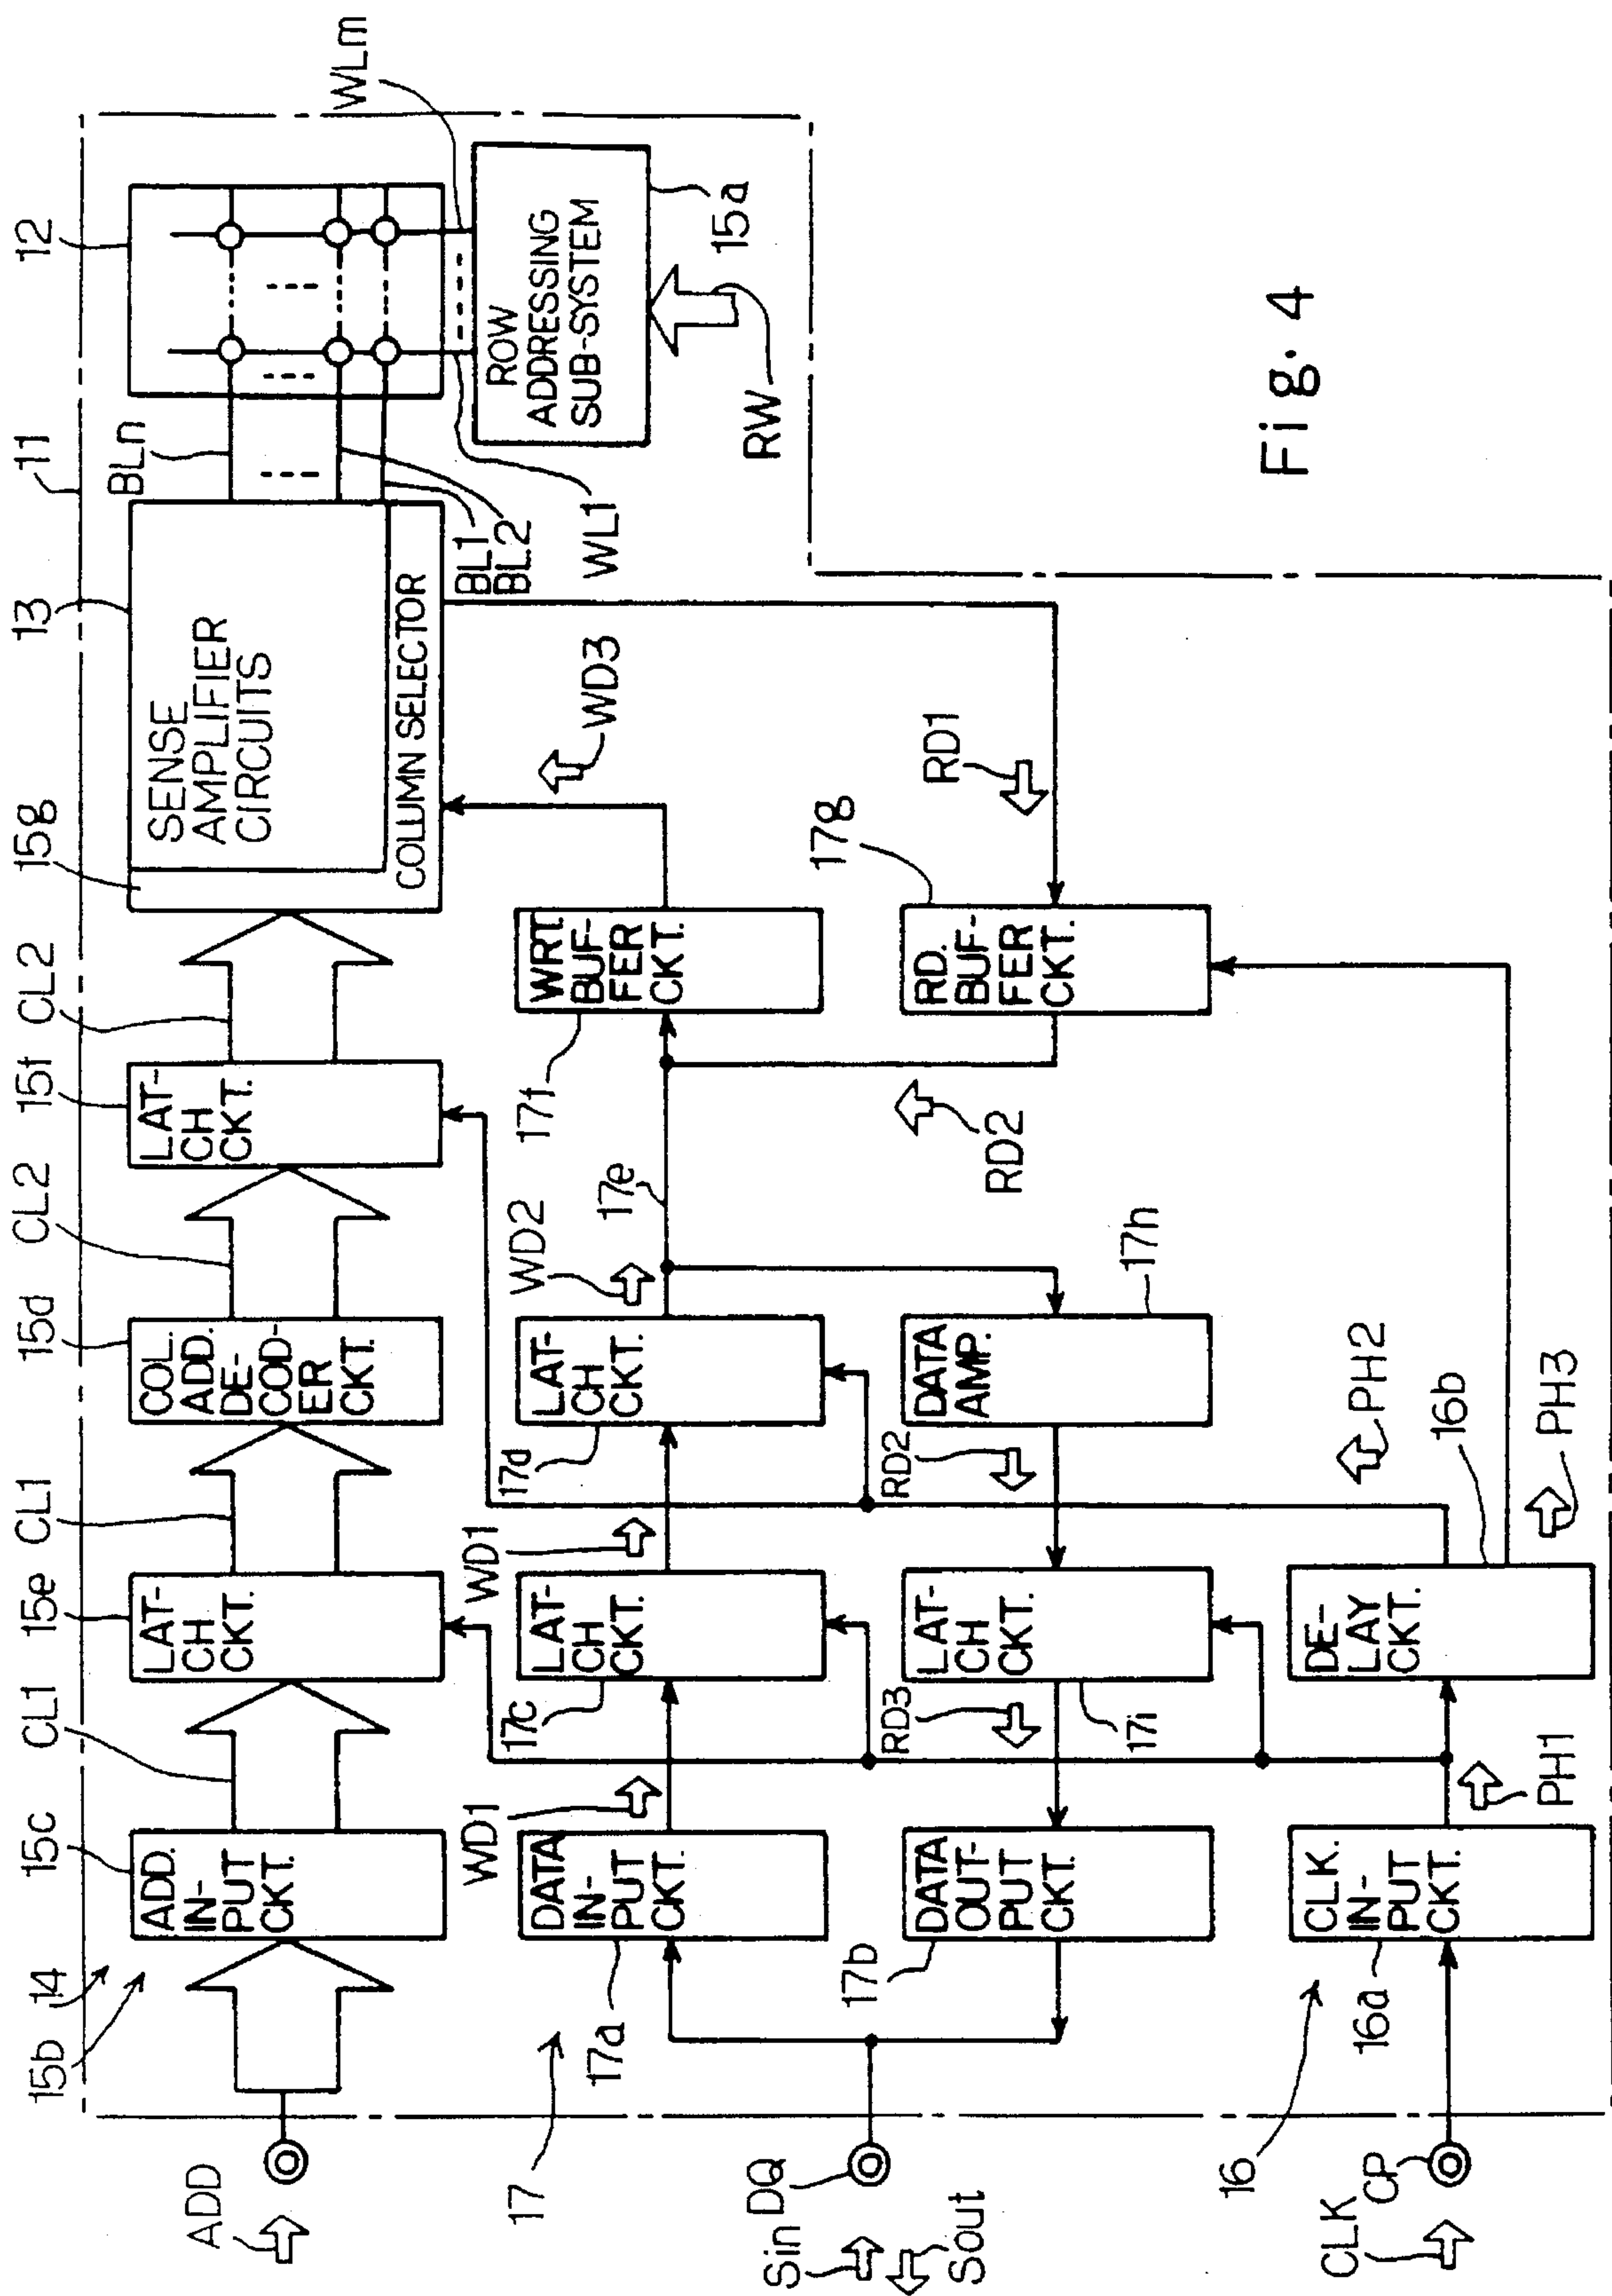 11
12
13
15g
CL2
15f
CL2
15d
CL1
15e
CL1
15c
14
15b
ADD
ADD.
IN-
PUT
CKT.
LAT-
CH
CKT.
COL.
ADD.
DE-
COD-
ER
CKT.
LAT-
CH
CKT.
SENSE
AMPLIFIER
CIRCUITS
COLUMN SELECTOR
BLn
BL1
BL2
WL1
WLm
ROW
ADDRESSING
SUB-SYSTEM
15a
RW
17
17a
DATA
IN-
PUT
CKT.
WD1
17c
LAT-
CH
CKT.
WD1
17d
LAT-
CH
CKT.
WD2
17e
17f
WRT.
BUF-
FER
CKT.
WD3
Sin
DQ
Sout
17b
DATA
OUT-
PUT
CKT.
RD3
LAT-
CH
CKT.
17i
RD2
DATA
AMP.
17h
RD2
RD.
BUF-
FER
CKT.
17g
RD1
16
CLK
CP
16a
CLK.
IN-
PUT
CKT.
PH1
DE-
LAY
CKT.
16b
PH2
PH3
Fig. 4